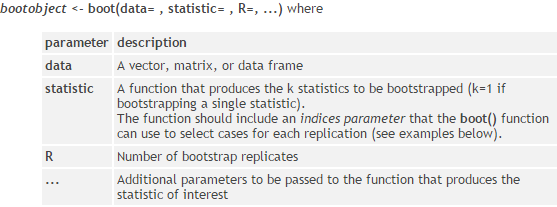 bootobject <- boot(data= , statistic= , R=, ...) where
parameter description
data A vector, matrix, or data frame
statistic A function that produces the k statistics to be bootstrapped (k=1 if
bootstrapping a single statistic).
The function should include an indices parameter that the boot() function
can use to select cases for each replication (see examples below).
R Number of bootstrap replicates
... Additional parameters to be passed to the function that produces the
statistic of interest